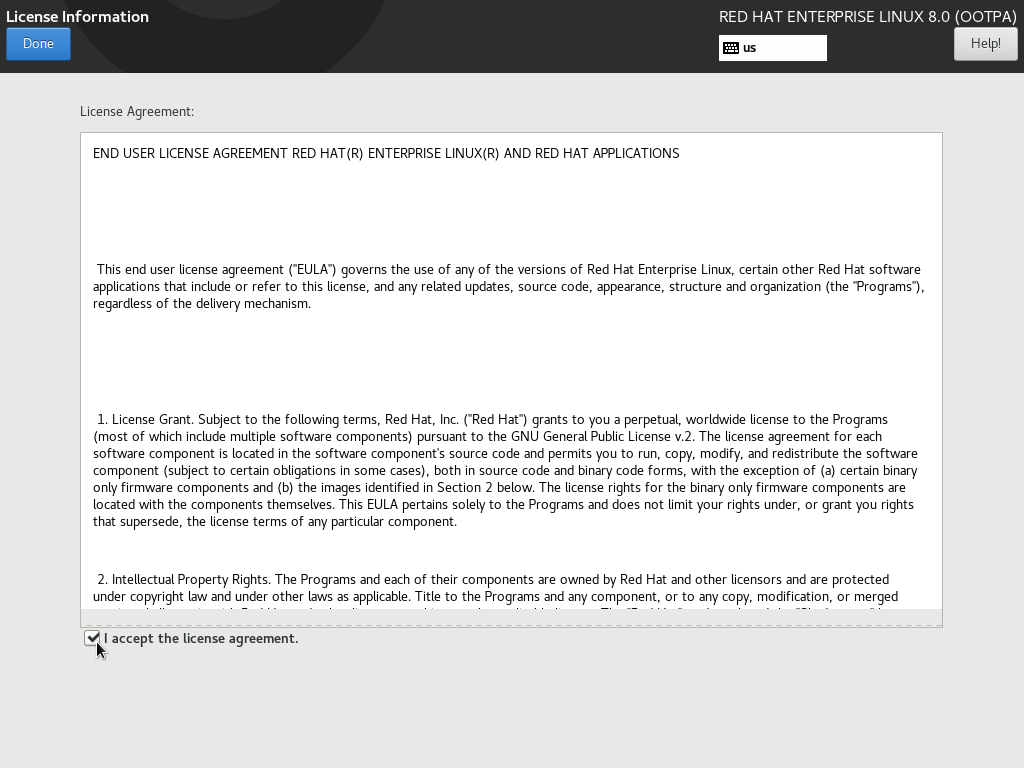 License Information
RED HAT ENTERPRISE LINUX 8.0 (OOTPA)
Done
us
Help!
License Agreement:
END USER LICENSE AGREEMENT RED HAT(R) ENTERPRISE LINUX(R) AND RED HAT APPLICATIONS
This end user license agreement ("EULA") governs the use of any of the versions of Red Hat Enterprise Linux, certain other Red Hat software
applications that include or refer to this license, and any related updates, source code, appearance, structure and organization (the "Programs"),
regardless of the delivery mechanism.
1. License Grant. Subject to the following terms, Red Hat, Inc. ("Red Hat") grants to you a perpetual, worldwide license to the Programs
(most of which include multiple software components) pursuant to the GNU General Public License v.2. The license agreement for each
software component is located in the software component's source code and permits you to run, copy, modify, and redistribute the software
component (subject to certain obligations in some cases), both in source code and binary code forms, with the exception of (a) certain binary
only firmware components and (b) the images identified in Section 2 below. The license rights for the binary only firmware components are
located with the components themselves. This EULA pertains solely to the Programs and does not limit your rights under, or grant you rights
that supersede, the license terms of any particular component.
2. Intellectual Property Rights. The Programs and each of their components are owned by Red Hat and other licensors and are protected
under copyright law and under other laws as applicable. Title to the Programs and any component, or to any copy, modification, or merged
I accept the license agreement.